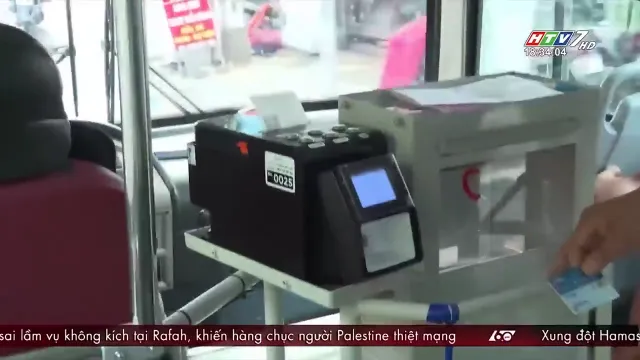 HTV7 HD
18:34:04
0025
sai lầm vụ không kích tại Rafah, khiến hàng chục người Palestine thiệt mạng
60
Xung đột Hamas